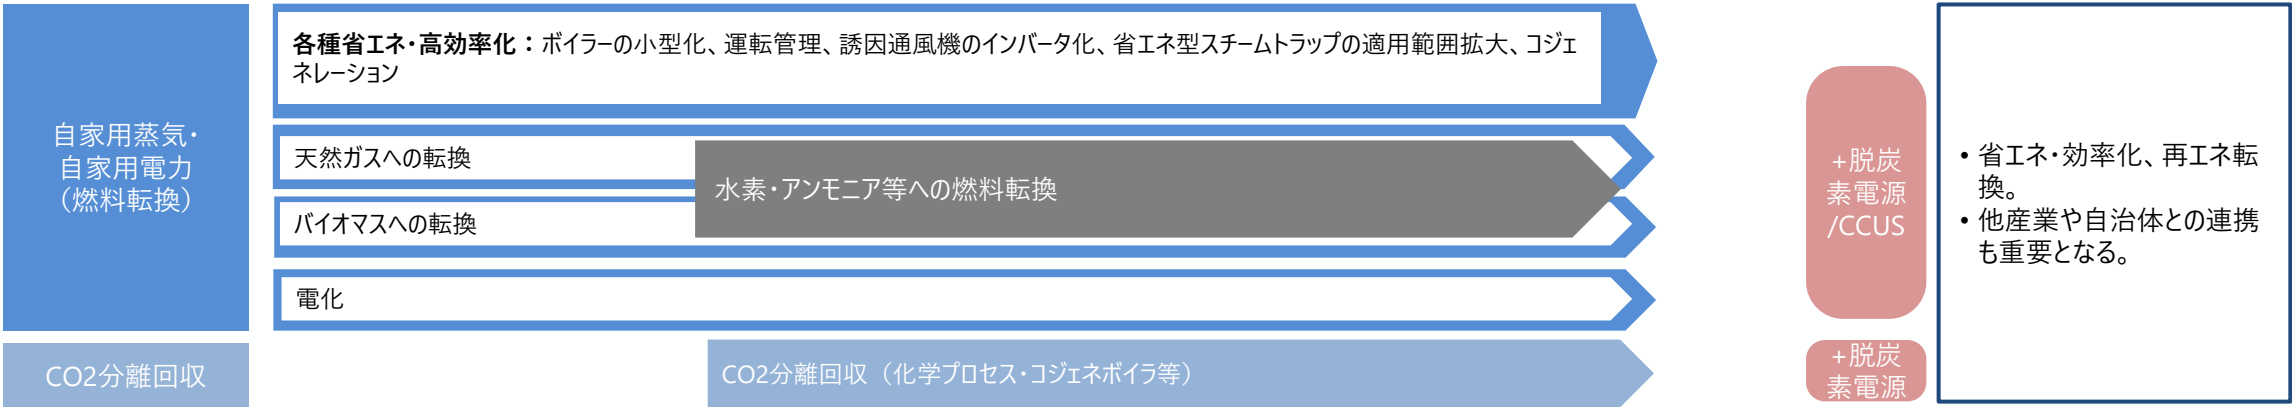 自家用蒸気・
自家用電力
（燃料転換）
各種省エネ・高効率化：ボイラーの小型化、運転管理、誘因通風機のインバータ化、省エネ型スチームトラップの適用範囲拡大、コジェ
ネレーション
天然ガスへの転換
水素・アンモニア等への燃料転換
バイオマスへの転換
電化
+脱炭
素電源
/CCUS
• 省エネ・効率化、再エネ転
換。
• 他産業や自治体との連携
も重要となる。
CO2分離回収
CO2分離回収（化学プロセス・コジェネボイラ等）
+脱炭
素電源